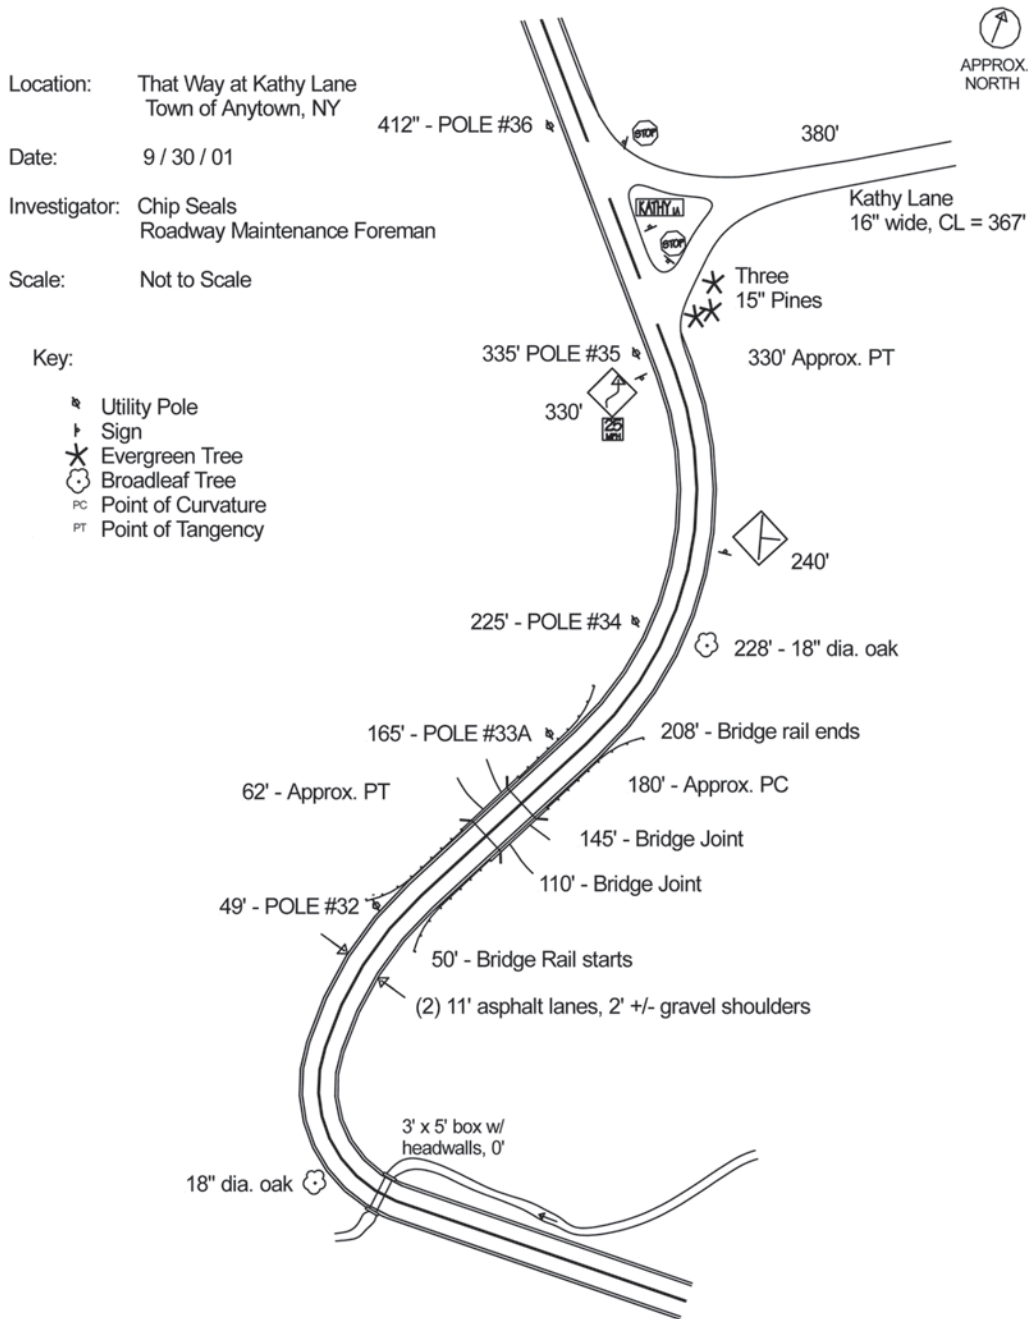 APPROX.
NORTH
Location: That Way at Kathy Lane
Town of Anytown, NY
Date: 9 / 30 / 01
Investigator: Chip Seals
Roadway Maintenance Foreman
Scale: Not to Scale
412" - POLE #36
STOP
380'
KATHY LA
STOP
Kathy Lane
16" wide, CL = 367'
Three
15" Pines
335' POLE #35
330' Approx. PT
330'
25
MPH
Key:
Utility Pole
Sign
Evergreen Tree
Broadleaf Tree
PC Point of Curvature
PT Point of Tangency
240'
225' - POLE #34
228' - 18" dia. oak
165' - POLE #33A
208' - Bridge rail ends
62' - Approx. PT
180' - Approx. PC
145' - Bridge Joint
110' - Bridge Joint
49' - POLE #32
50' - Bridge Rail starts
(2) 11' asphalt lanes, 2' +/- gravel shoulders
3' x 5' box w/
headwalls, 0'
18" dia. oak